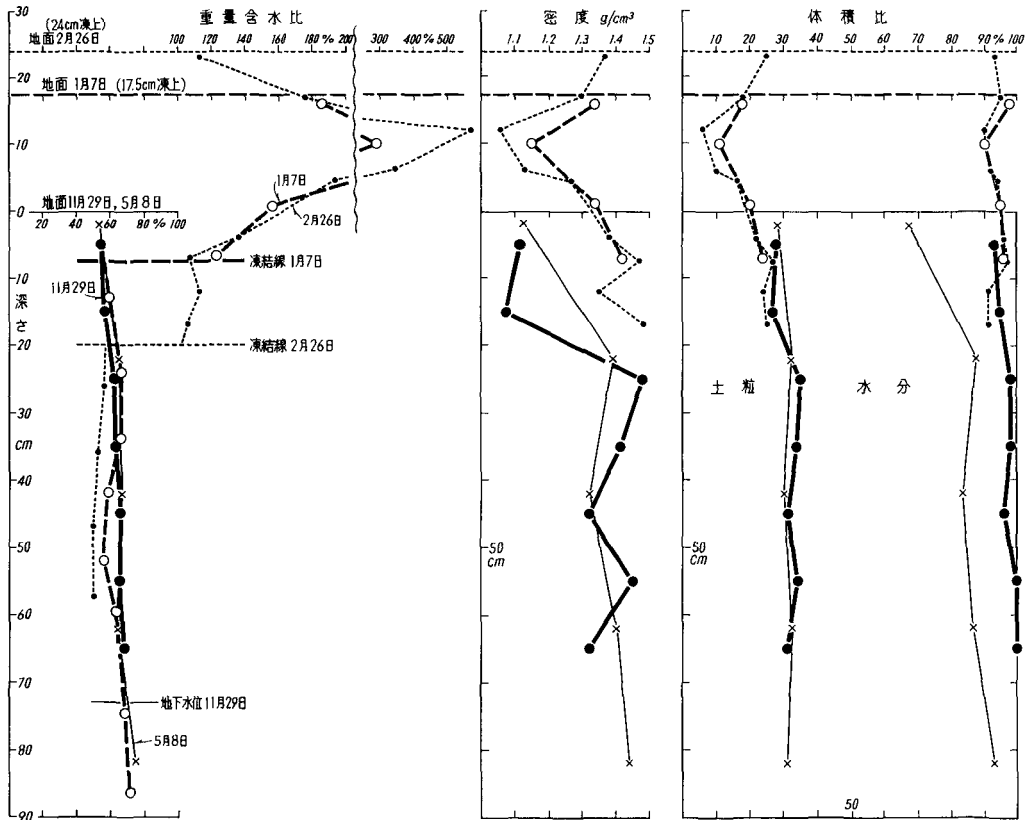 重量含水比
密度 g/cm³
体積比
(24cm凍上)
地面2月26日
100 120 140 160 180 % 200 280 400 % 500
1.1 1.2 1.3 1.4 1.5
10 20 30 40 50 60 70 80 90 % 100
20
地面 1月7日 (17.5cm凍上)
10
1月7日
2月26日
地面11月29日, 5月8日
0
20 40 60 80 % 100
凍結線 1月7日
10
11月29日
深さ
20
凍結線 2月26日
土粒
水分
30
cm
40
50
50
cm
50
cm
60
70
地下水位11月29日
5月8日
80
50
90